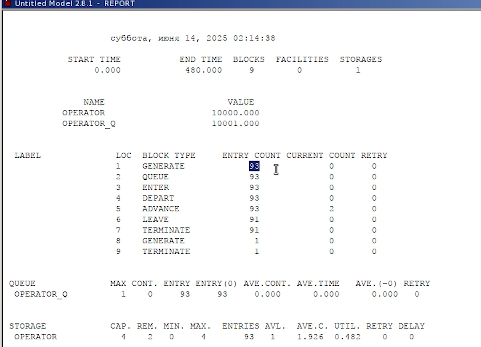 Untitled Model 2.8.1 - REPORT
суббота, июня 14, 2025 02:14:38
START TIME END TIME BLOCKS FACILITIES STORAGES
0.000 480.000 9 0 1
NAME VALUE
OPERATOR 10000.000
OPERATOR_Q 10001.000
LABEL LOC BLOCK TYPE ENTRY COUNT CURRENT COUNT RETRY
1 GENERATE 93 0 0
2 QUEUE 93 0 0
3 ENTER 93 0 0
4 DEPART 93 0 0
5 ADVANCE 93 2 0
6 LEAVE 91 0 0
7 TERMINATE 91 0 0
8 GENERATE 1 0 0
9 TERMINATE 1 0 0
QUEUE MAX CONT. ENTRY ENTRY(0) AVE.CONT. AVE.TIME AVE.(-0) RETRY
OPERATOR_Q 1 0 93 93 0.000 0.000 0.000 0
STORAGE CAP. REM. MIN. MAX. ENTRIES AVL. AVE.C. UTIL. RETRY DELAY
OPERATOR 4 2 0 4 93 1 1.926 0.482 0 0